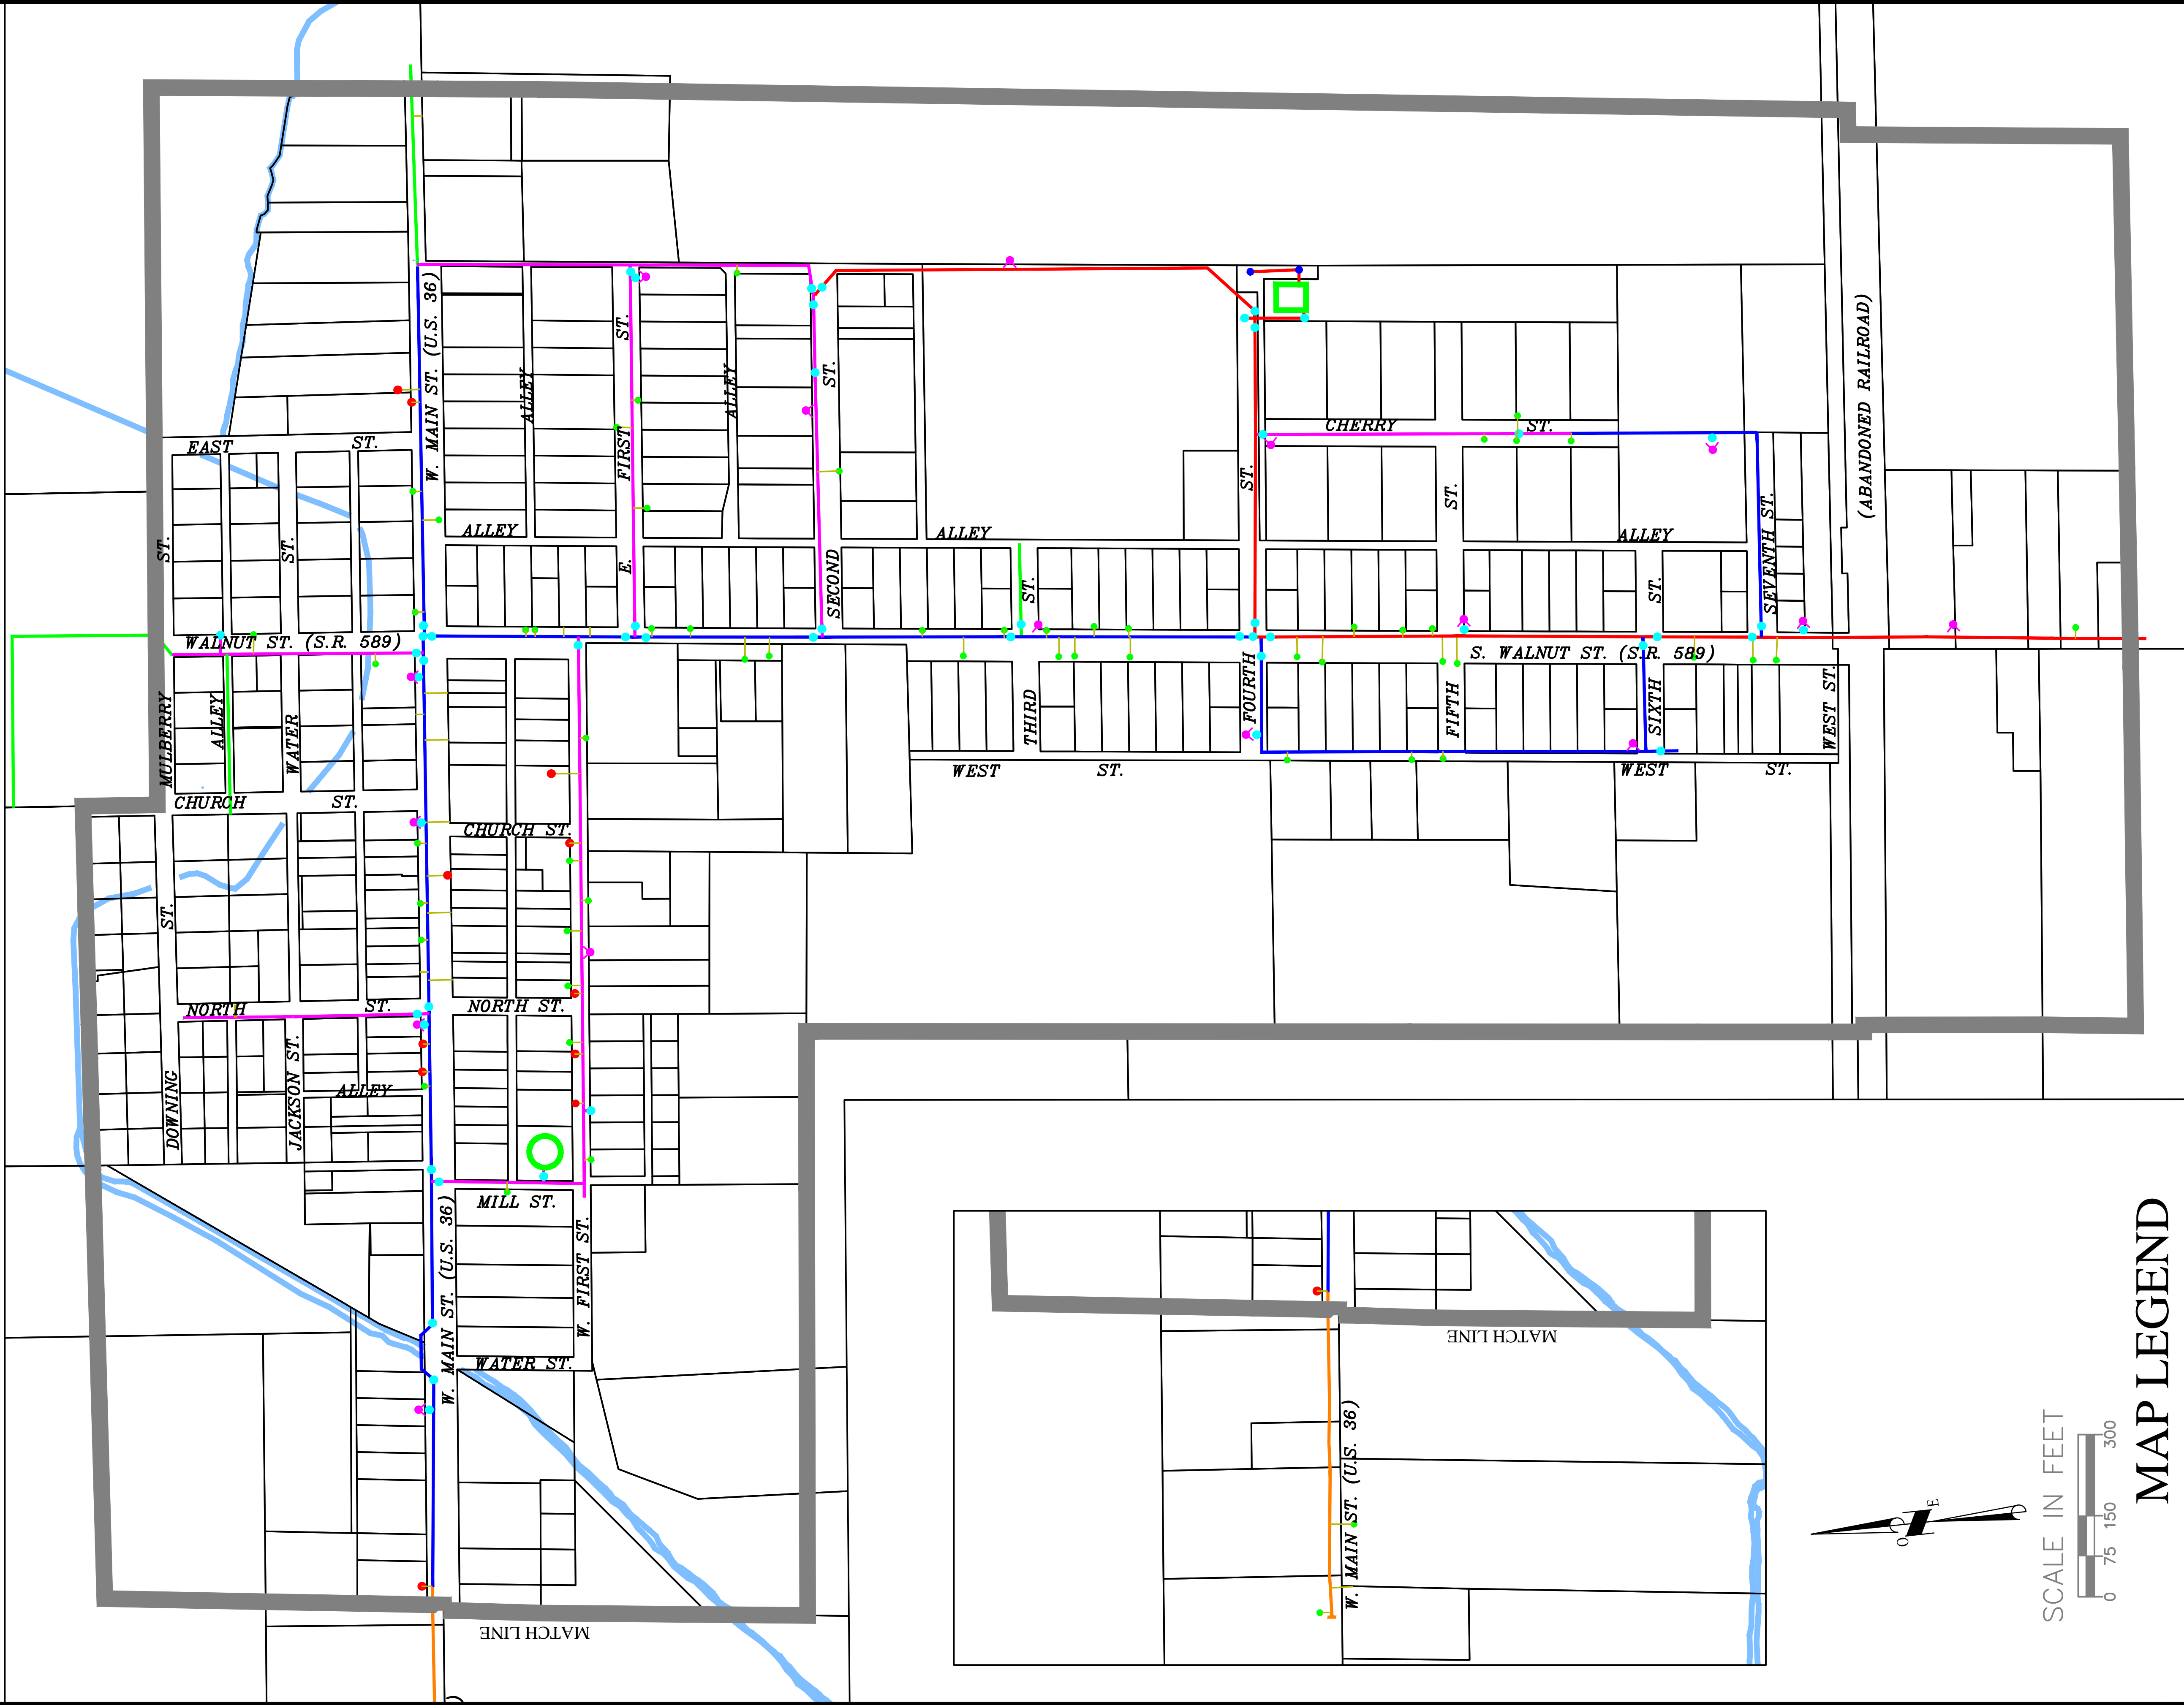 EAST ST.
W. MAIN ST. (U.S. 36)
ALLEY
FIRST ST.
E.
ALLEY
SECOND ST.
ALLEY
ST.
ST.
ALLEY
ST.
CHERRY ST.
ST.
ST.
ALLEY
ST.
SEVENTH ST.
(ABANDONED RAILROAD)
WALNUT ST. (S.R. 589)
S. WALNUT ST. (S.R. 589)
MULBERRY
ALLEY
WATER
THIRD
FOURTH
FIFTH
SIXTH
WEST ST.
WEST ST.
WEST ST.
CHURCH ST.
CHURCH ST.
ST.
NORTH ST.
NORTH ST.
DOWNING
JACKSON ST.
ALLEY
MILL ST.
W. MAIN ST. (U.S. 36)
W. FIRST ST.
WATER ST.
MATCH LINE
)
MATCH LINE
W. MAIN ST. (U.S. 36)
E
O
SCALE IN FEET
0 75 150 300
MAP LEGEND